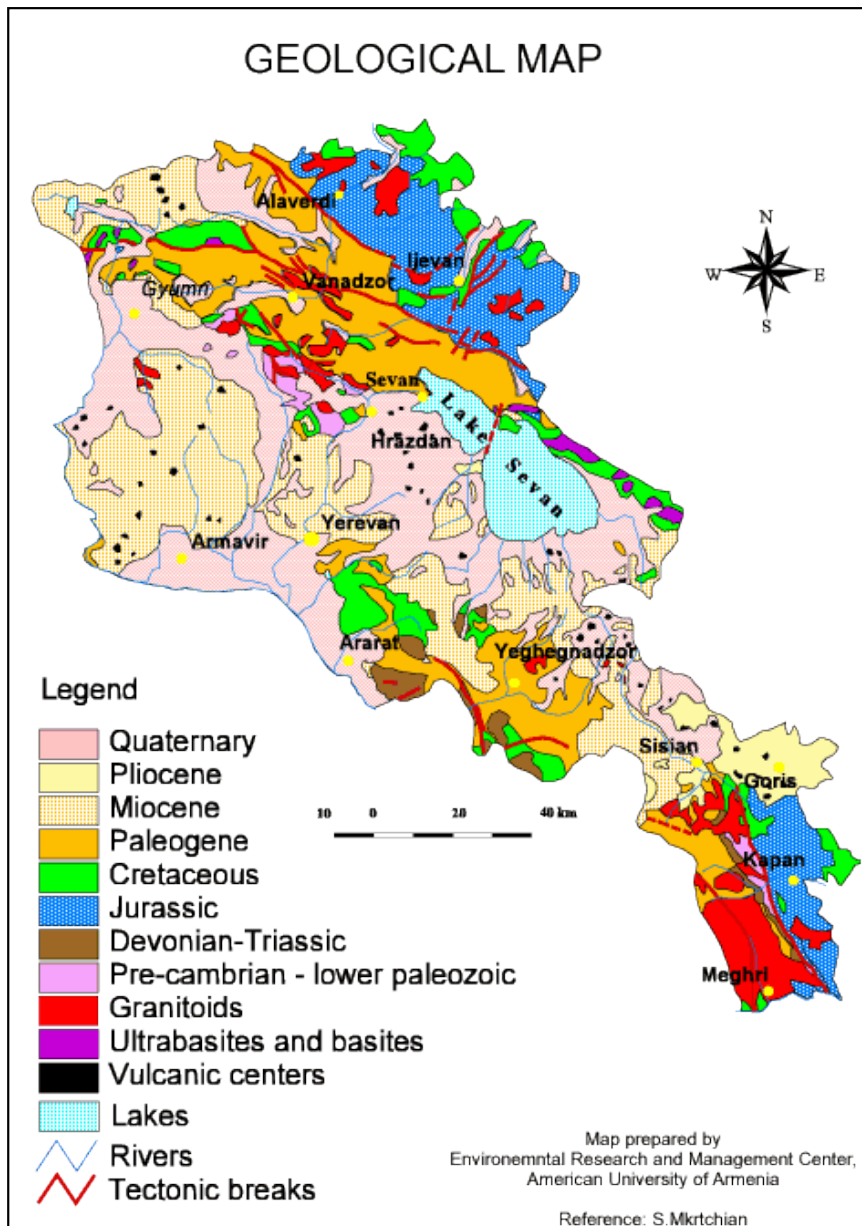 GEOLOGICAL MAP
Alaverdi
Ijevan
N
W E
S
Gyumri
Vanadzor
Sevan
Lake
Sevan
Hrazdan
Yerevan
Armavir
Ararat
Yeghegnadzor
Sisian
Goris
Kapan
Meghri
Legend
Quaternary
Pliocene
Miocene
Paleogene
Cretaceous
Jurassic
Devonian-Triassic
Pre-cambrian - lower paleozoic
Granitoids
Ultrabasites and basites
Vulcanic centers
Lakes
Rivers
Tectonic breaks
10 0 20 40 km
Map prepared by
Environemntal Research and Management Center,
American University of Armenia
Reference: S.Mkrtchian